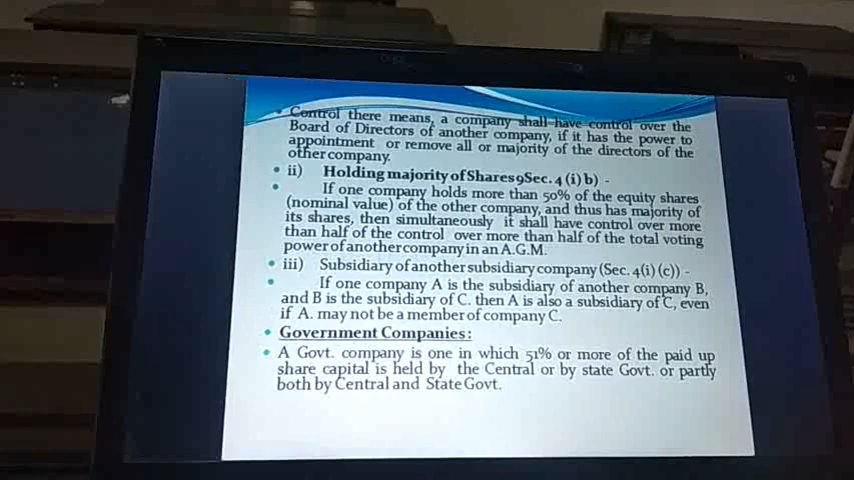 • Control there means, a company shall have control over the
Board of Directors of another company, if it has the power to
appointment or remove all or majority of the directors of the
other company.
• ii) Holding majority of Shares9Sec. 4 (i) b) -
• If one company holds more than 50% of the equity shares
(nominal value) of the other company, and thus has majority of
its shares, then simultaneously it shall have control over more
than half of the control over more than half of the total voting
power of another company in an A.G.M.
• iii) Subsidiary of another subsidiary company (Sec. 4(i) (c)) -
• If one company A is the subsidiary of another company B,
and B is the subsidiary of C. then A is also a subsidiary of C, even
if A. may not be a member of company C.
• Government Companies:
• A Govt. company is one in which 51% or more of the paid up
share capital is held by the Central or by state Govt. or partly
both by Central and State Govt.